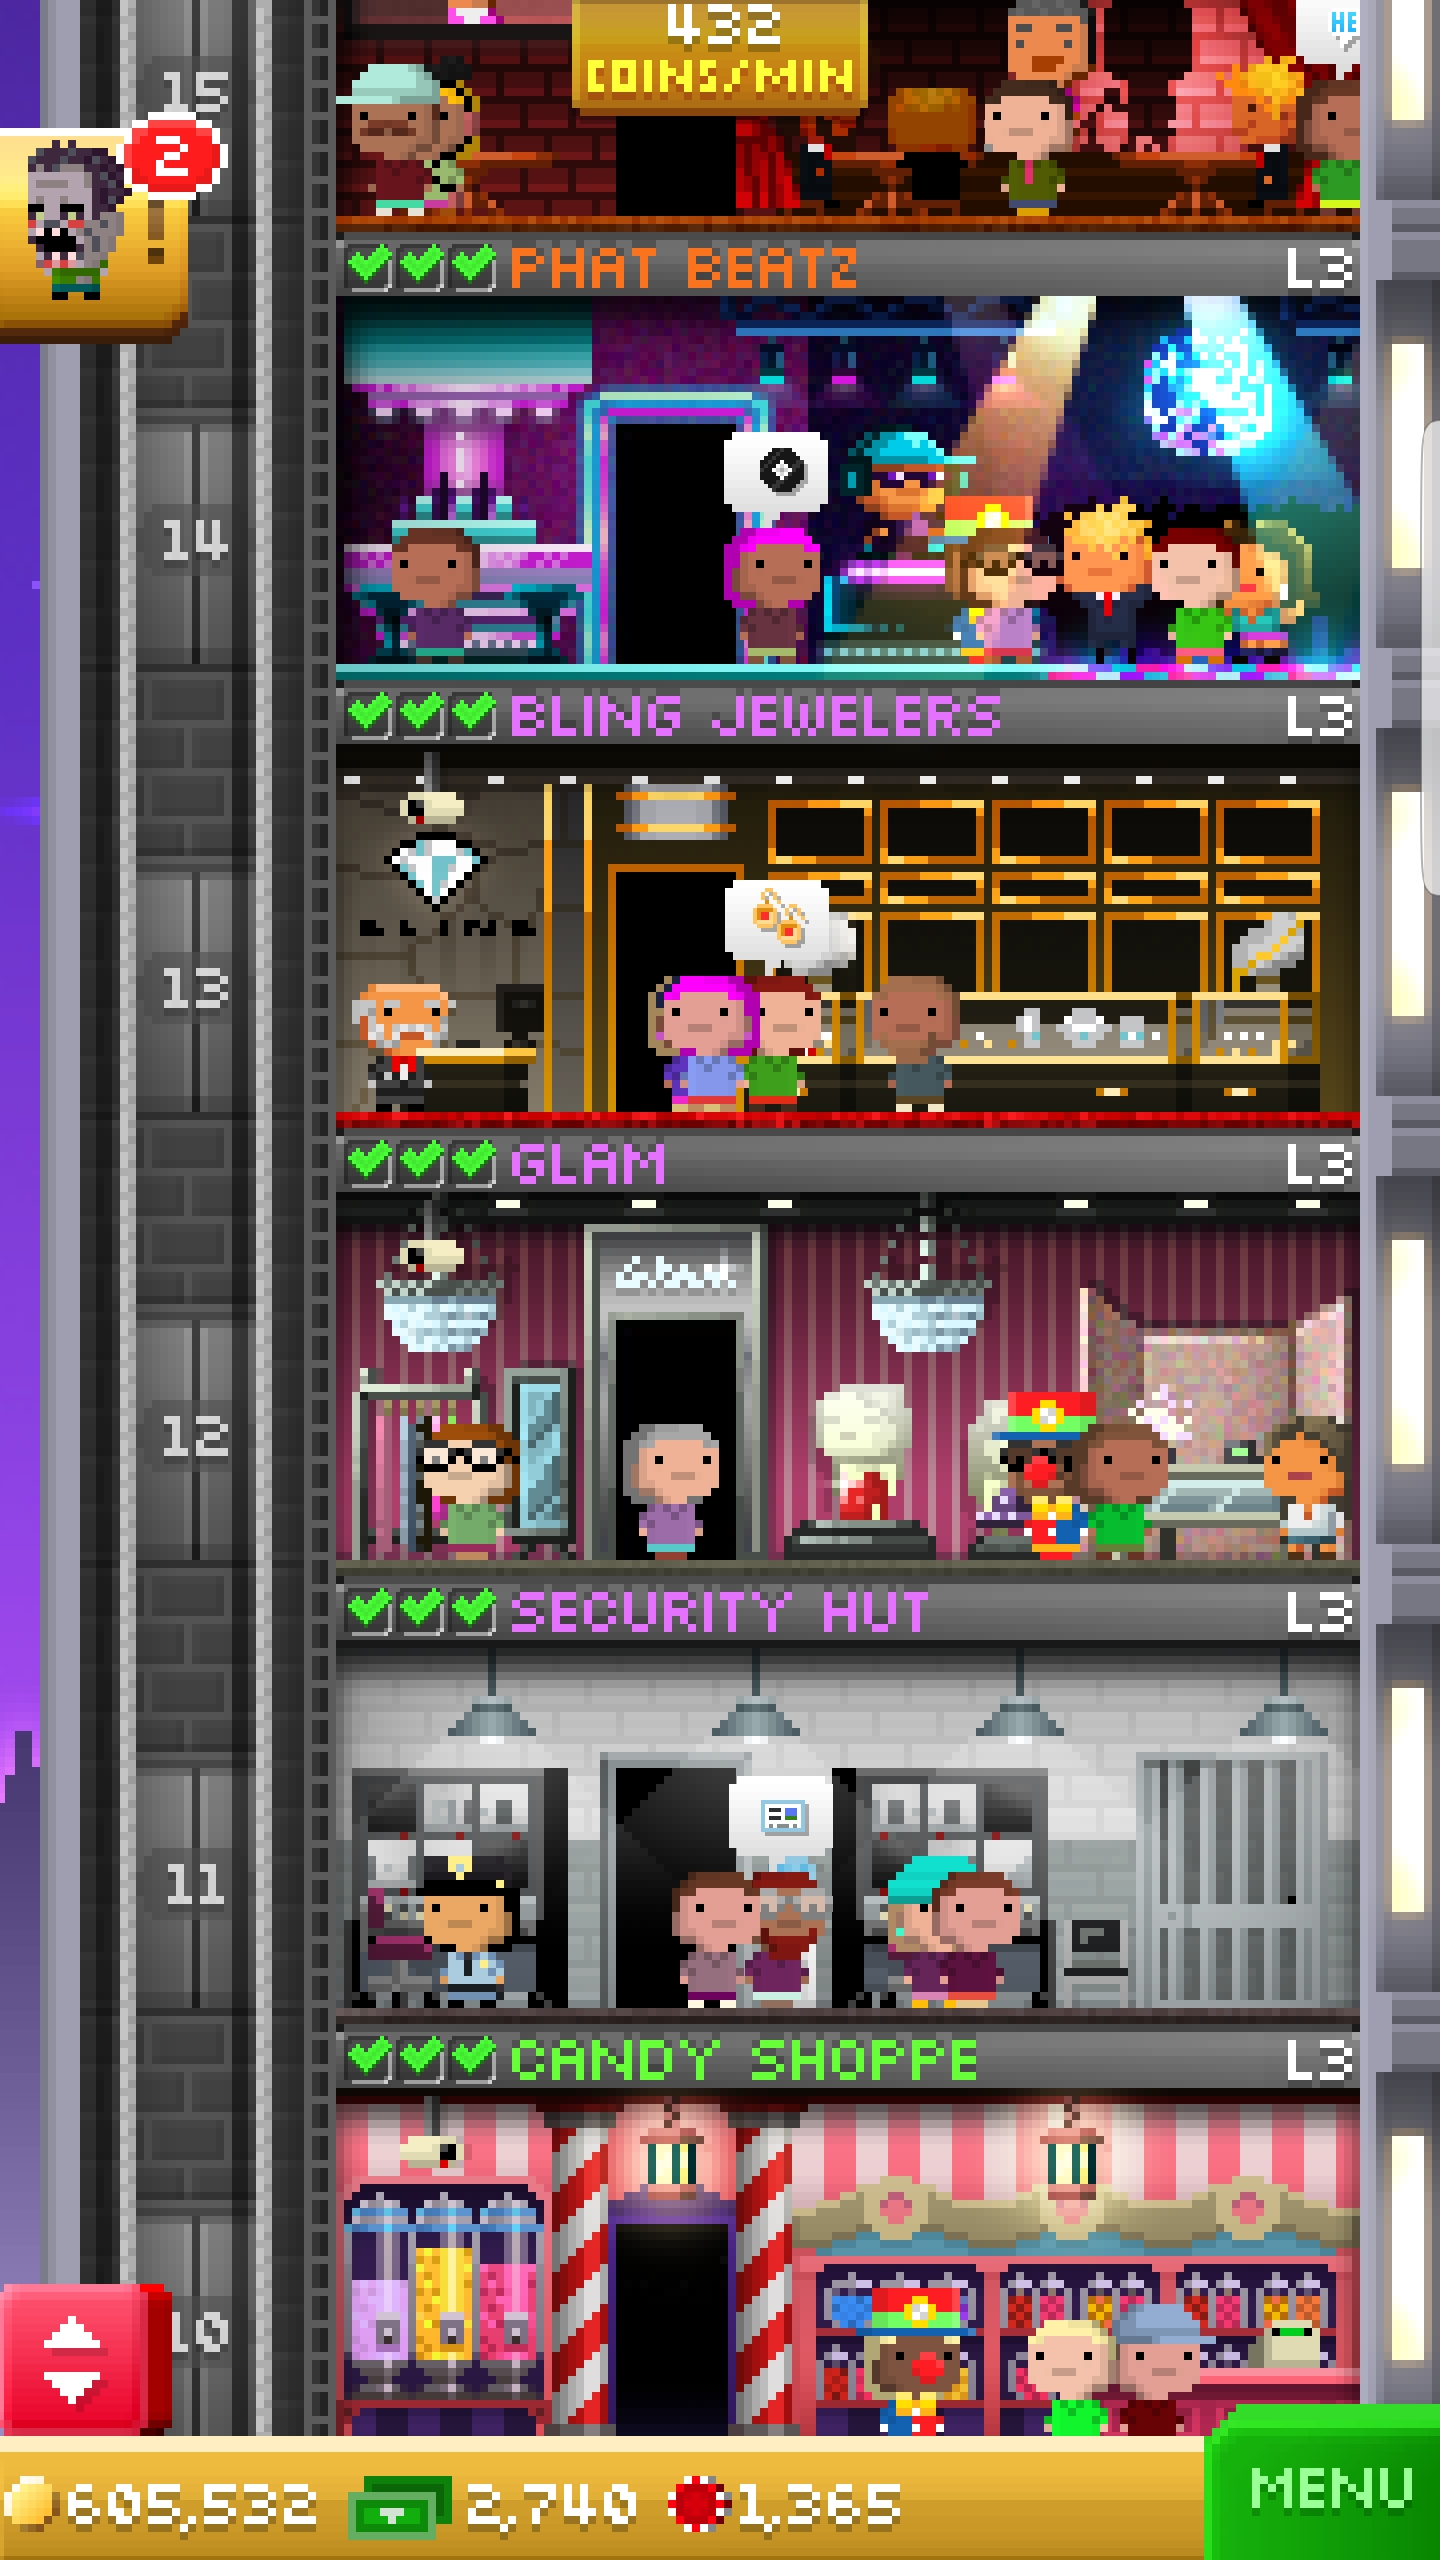 432
COINS/MIN
HE
15
2
!
PHAT BEATZ L3
14
BLING JEWELERS L3
BLING
13
GLAM L3
Glam
12
SECURITY HUT L3
11
CANDY SHOPPE L3
10
605,532 2,740 1,365
MENU